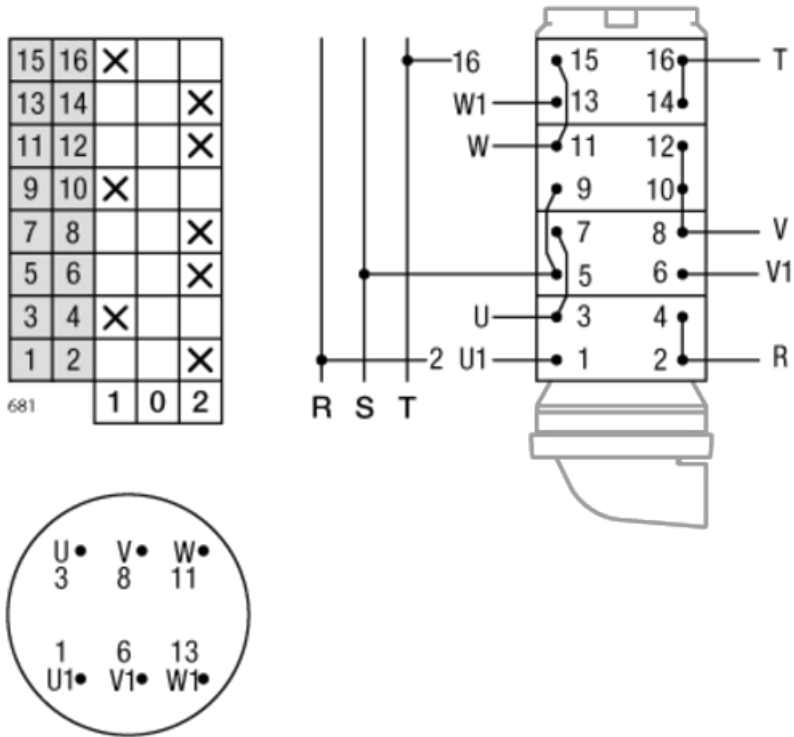 15 16 X
13 14 X
11 12 X
9 10 X
7 8 X
5 6 X
3 4 X
1 2 X
681 1 0 2
16
2
R S T
15 16 T
W1 13 14
W 11 12
9 10
7 8 V
5 6 V1
U 3 4
U1 1 2 R
U V W
3 8 11
1 6 13
U1 V1 W1